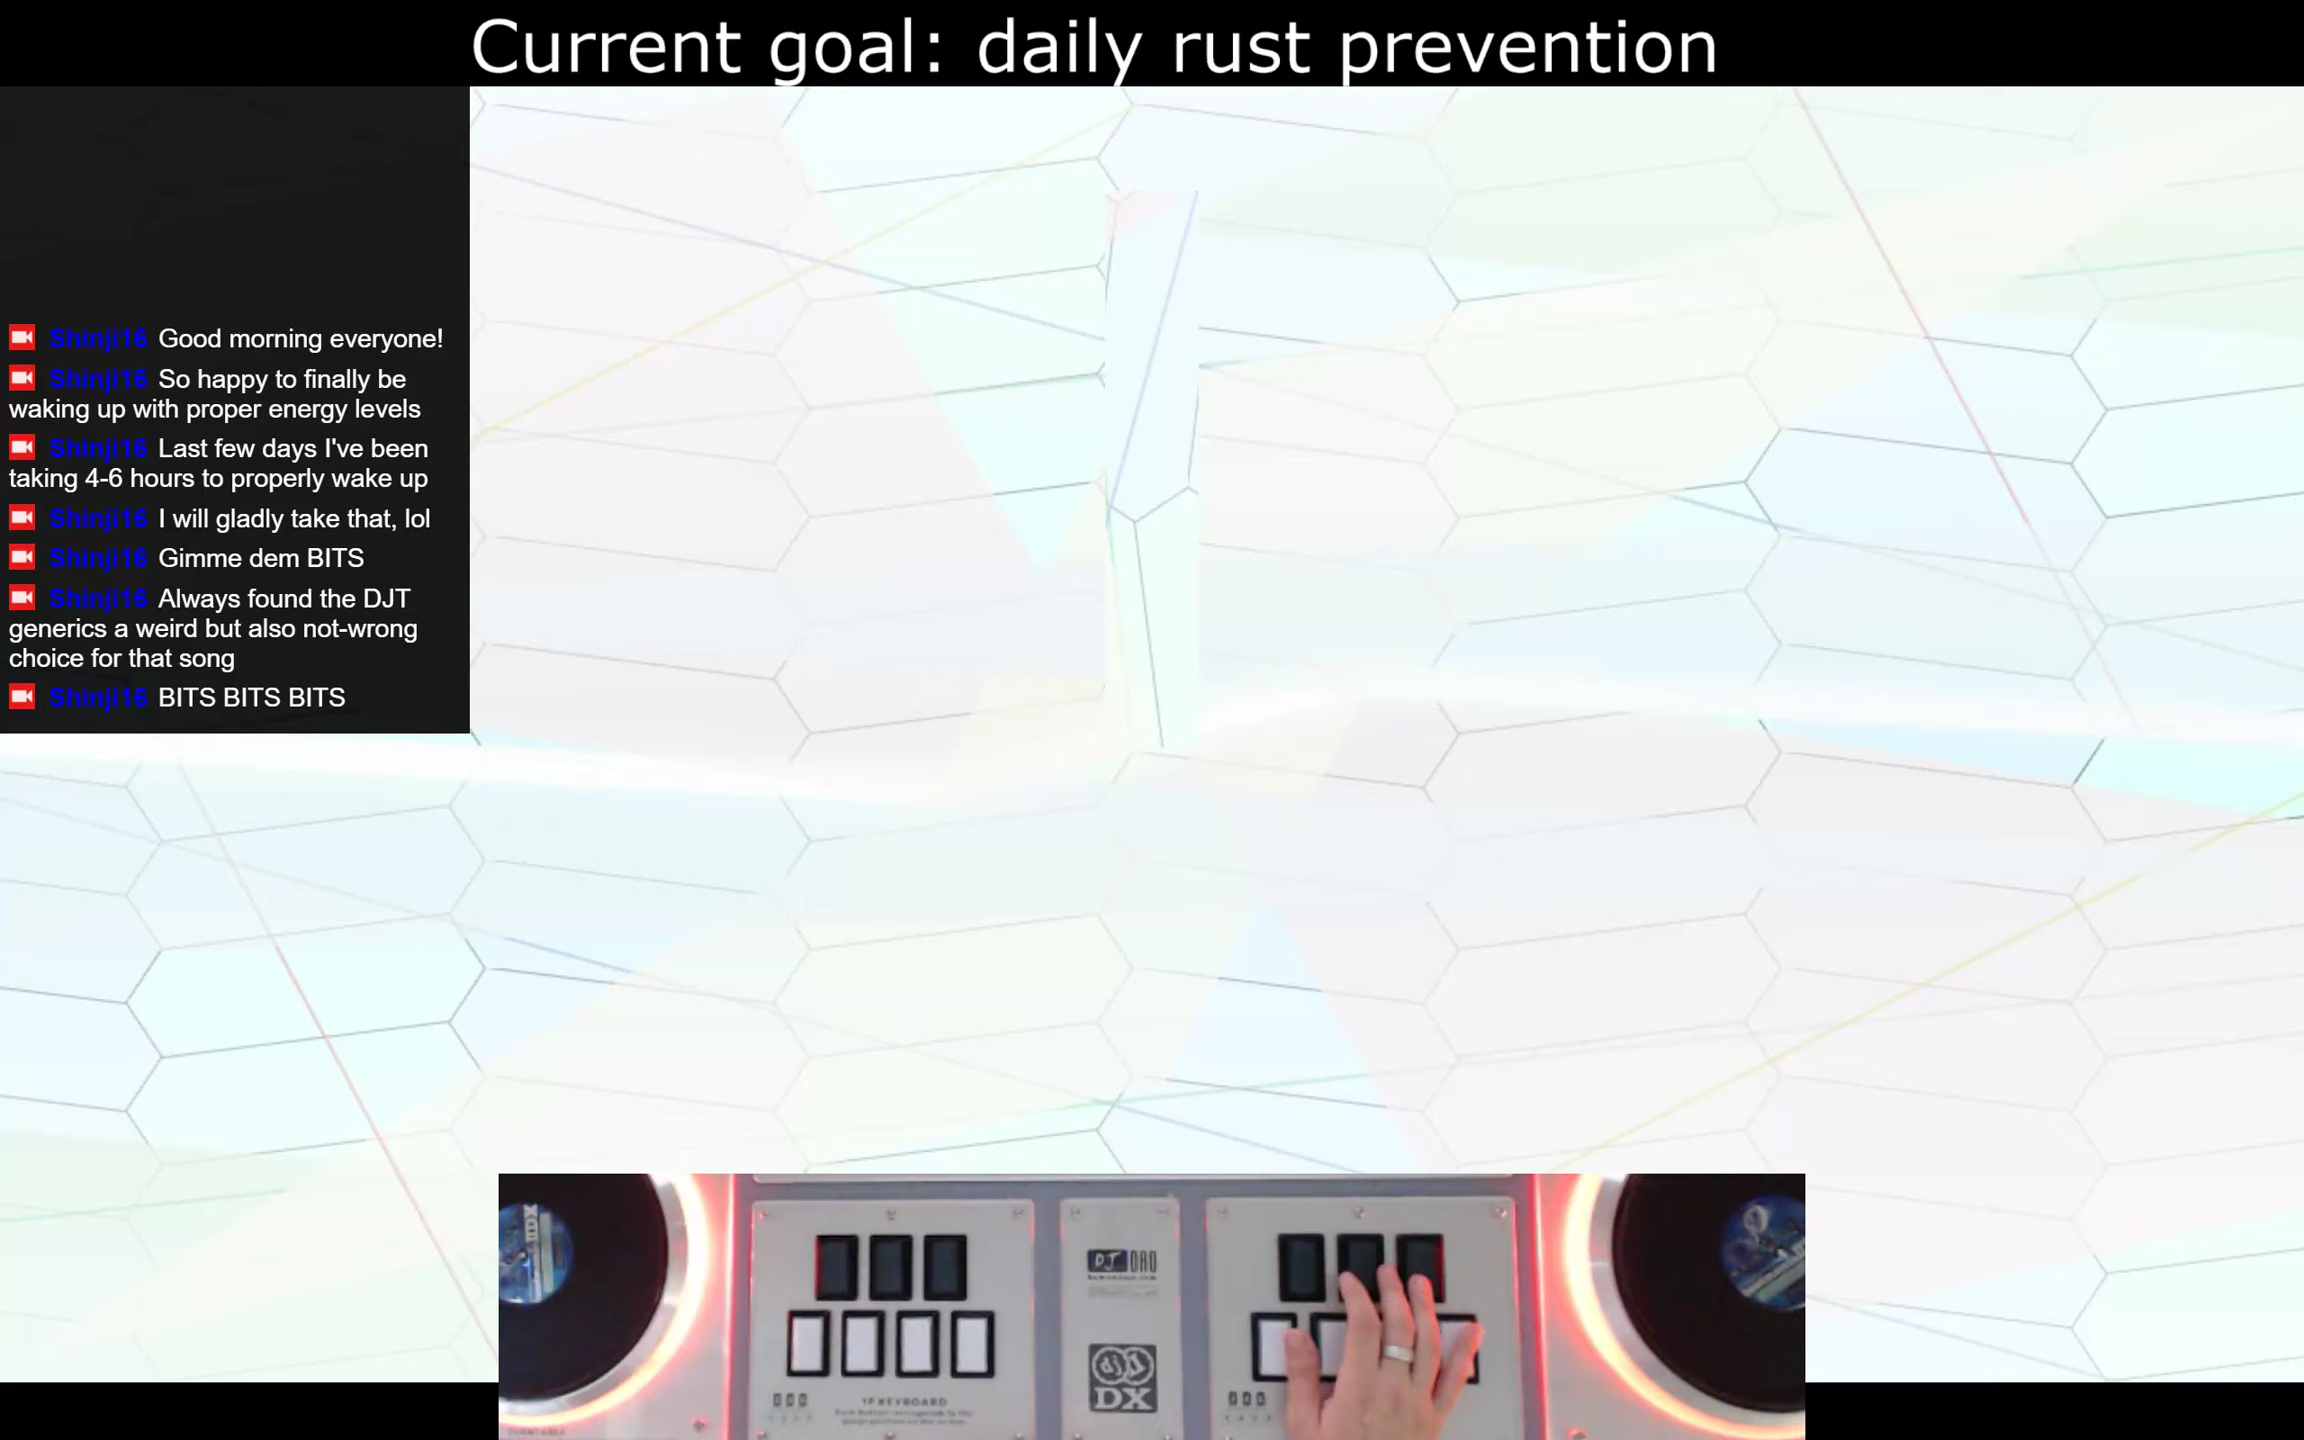 Current goal: daily rust prevention
Shinji16 Good morning everyone!
Shinji16 So happy to finally be
waking up with proper energy levels
Shinji16 Last few days I've been
taking 4-6 hours to properly wake up
Shinji16 I will gladly take that, lol
Shinji16 Gimme dem BITS
Shinji16 Always found the DJT
generics a weird but also not-wrong
choice for that song
Shinji16 BITS BITS BITS
DJ DAO
DX
1P KEYBOARD